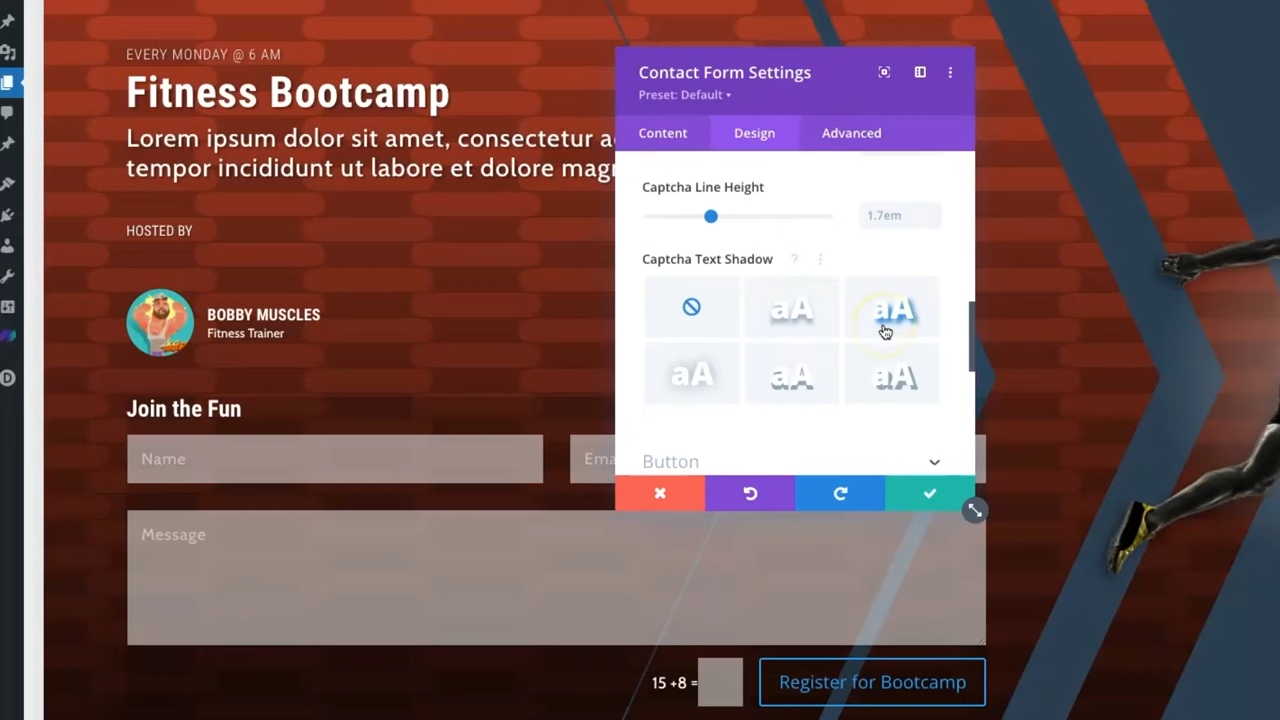 EVERY MONDAY @ 6 AM
Fitness Bootcamp
Lorem ipsum dolor sit amet, consectetur
tempor incididunt ut labore et dolore
HOSTED BY
BOBBY MUSCLES
Fitness Trainer
Join the Fun
Name
Message
15 +8 =
Register for Bootcamp
Contact Form Settings
Preset: Default
Content
Design
Advanced
Captcha Line Height
1.7em
Captcha Text Shadow
?
aA
aA
aA
aA
aA
Button
D